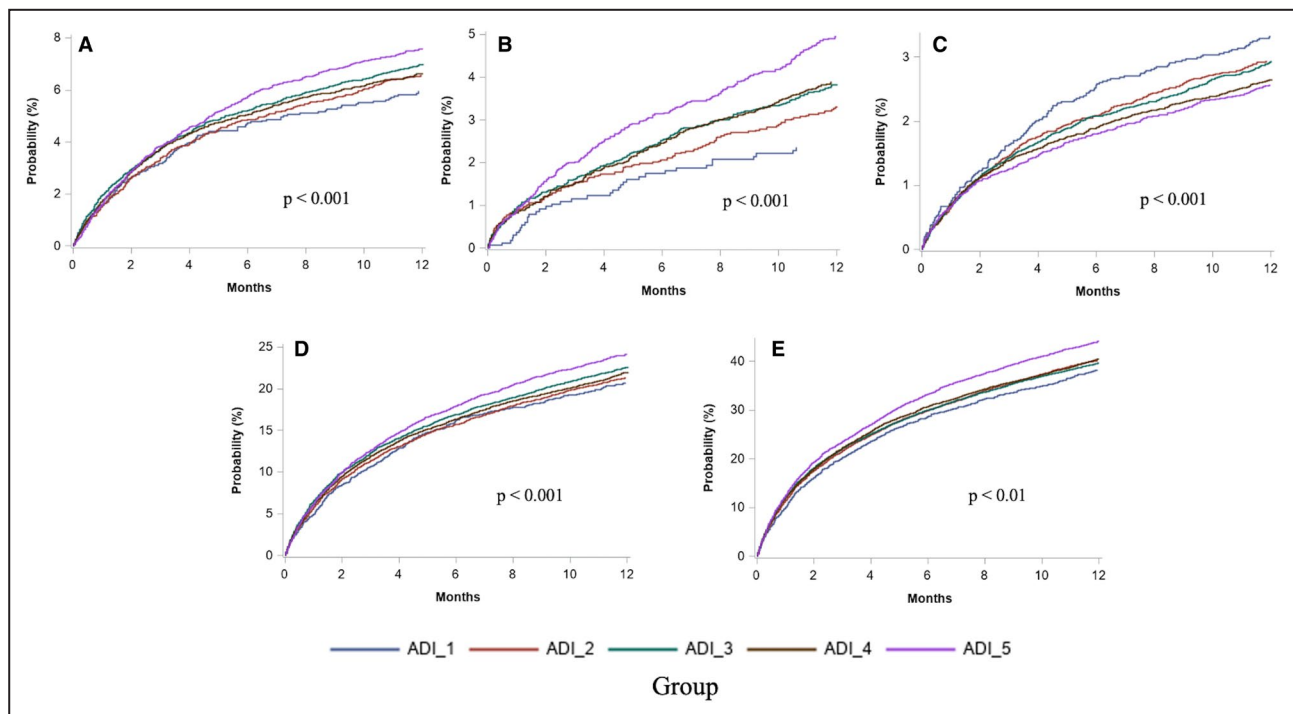 A
Probability (%)
8
6
4
2
0
p < 0.001
0 2 4 6 8 10 12
Months
B
Probability (%)
5
4
3
2
1
0
p < 0.001
0 2 4 6 8 10 12
Months
C
Probability (%)
3
2
1
0
p < 0.001
0 2 4 6 8 10 12
Months
D
Probability (%)
25
20
15
10
5
0
p < 0.001
0 2 4 6 8 10 12
Months
E
Probability (%)
40
30
20
10
0
p < 0.01
0 2 4 6 8 10 12
Months
ADI_1 ADI_2 ADI_3 ADI_4 ADI_5
Group